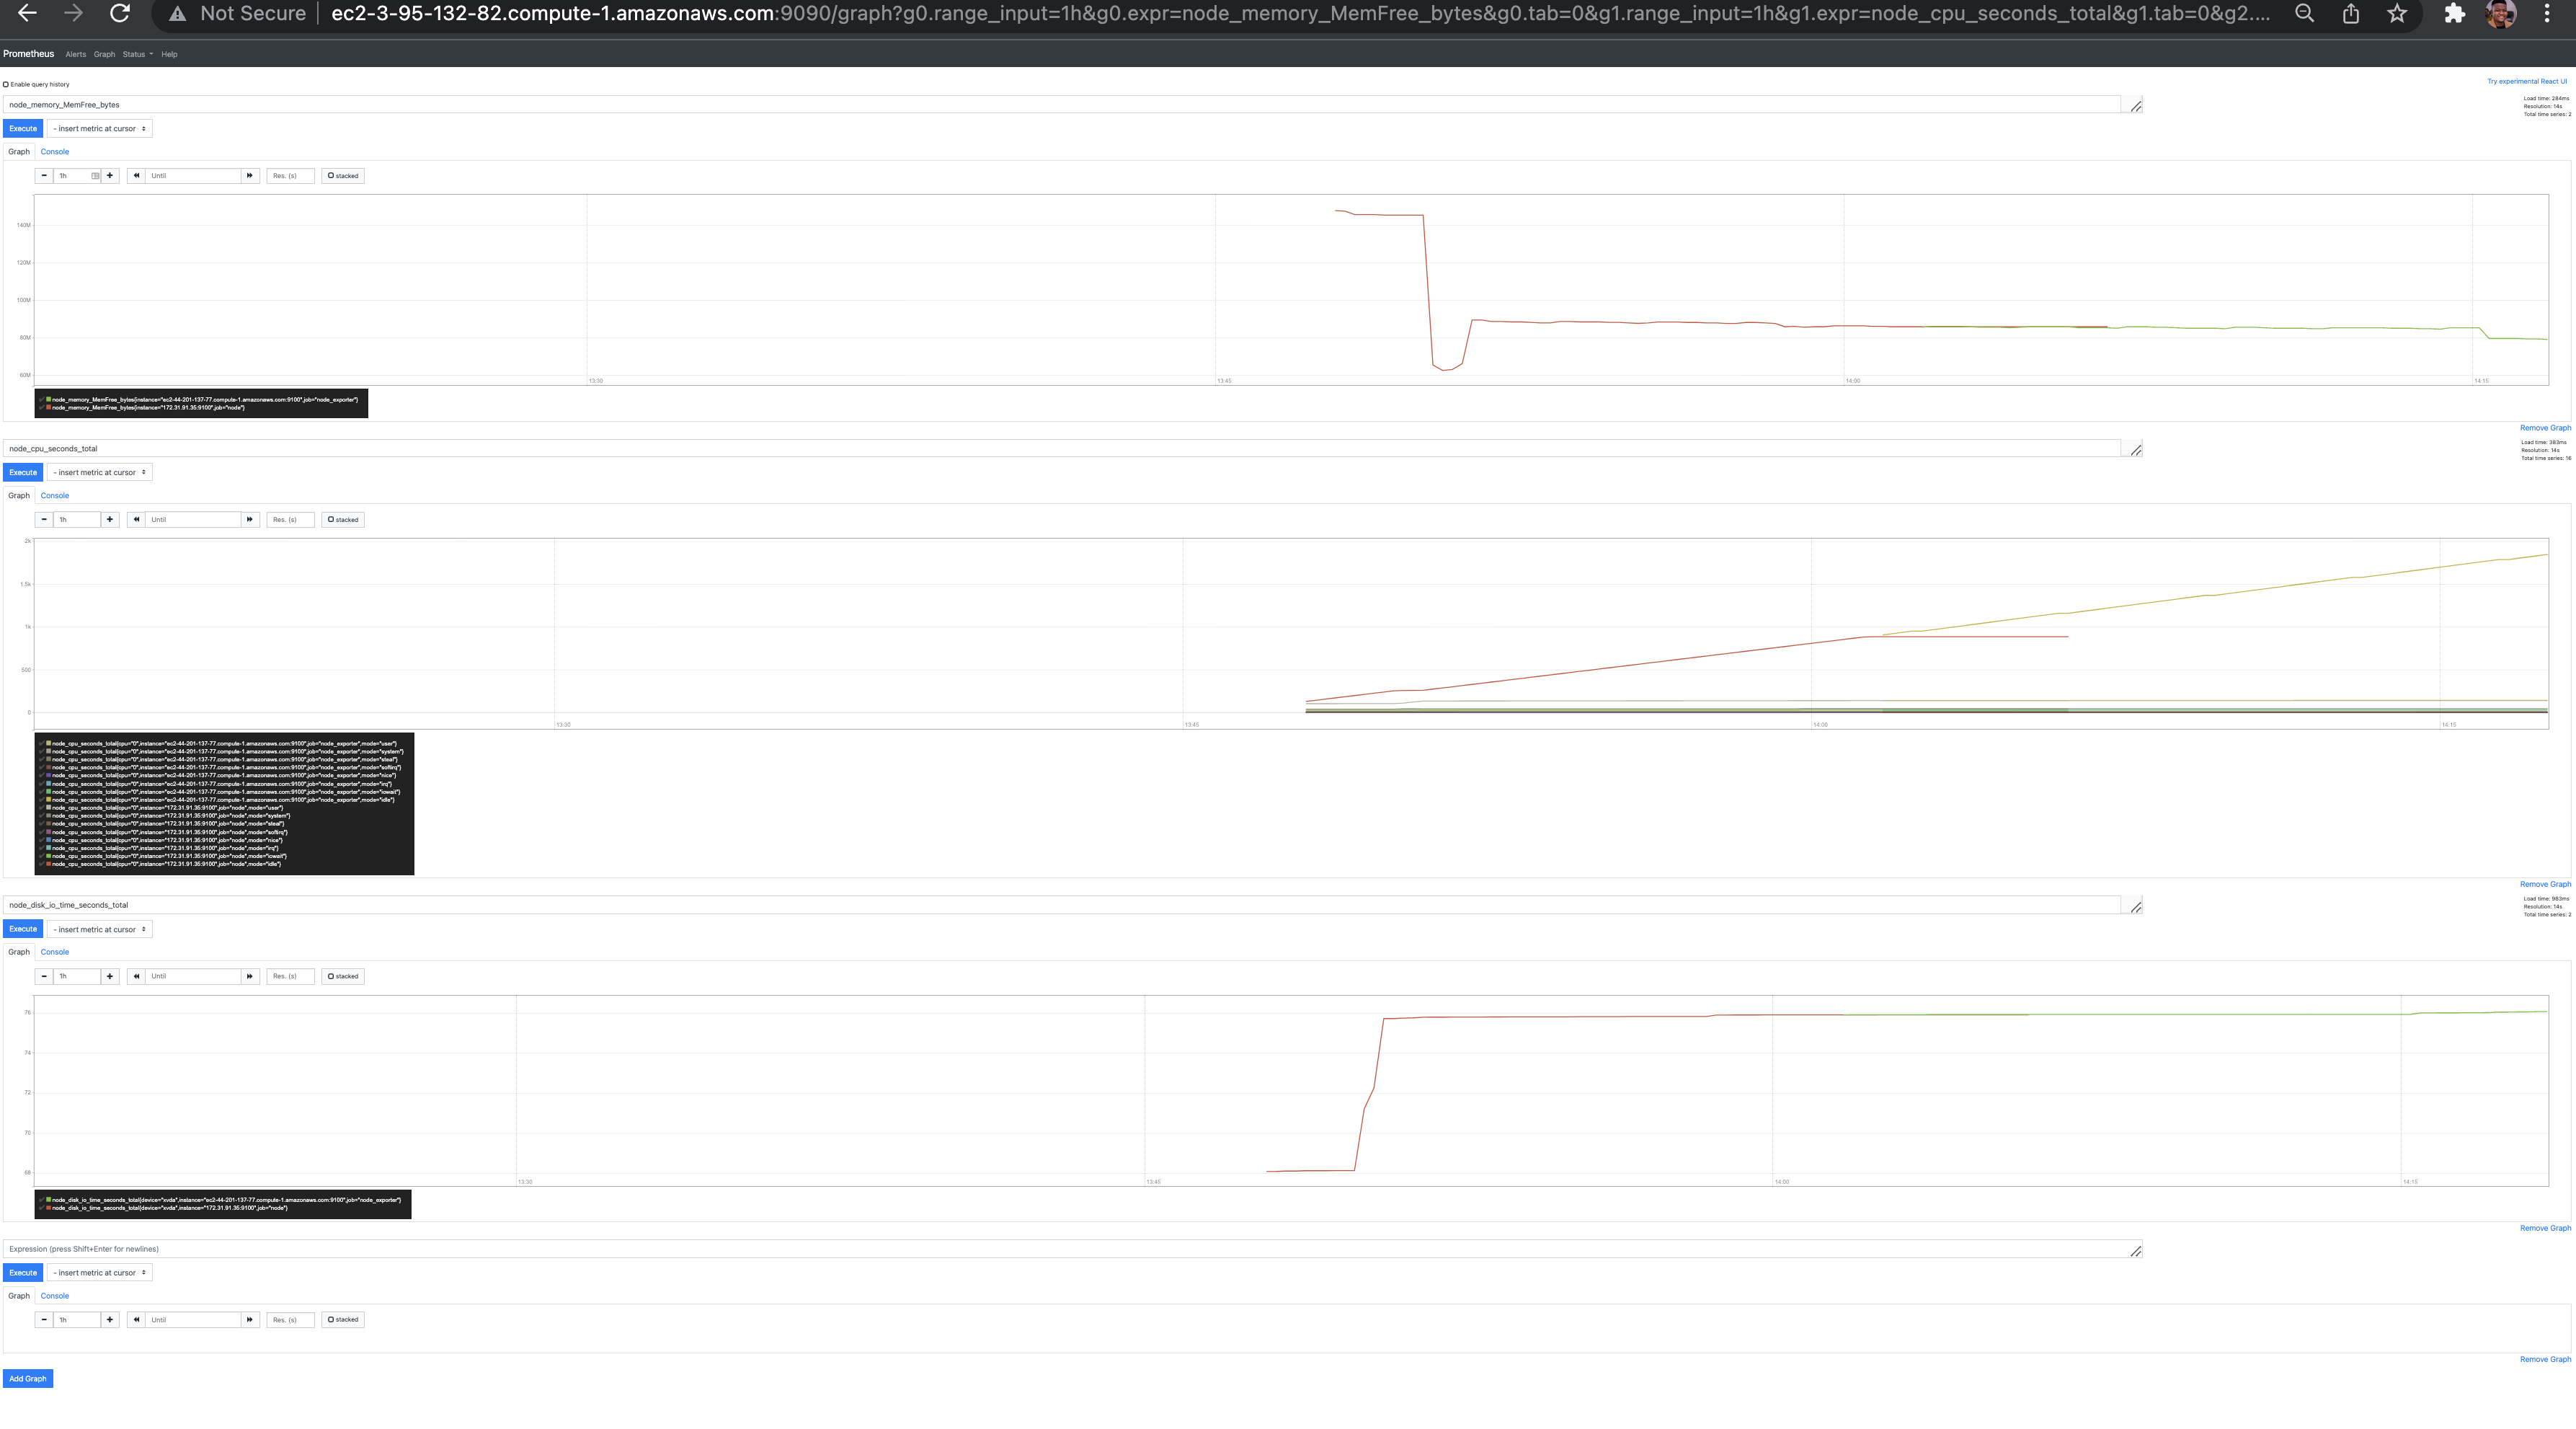 Not Secure ec2-3-95-132-82.compute-1.amazonaws.com:9090/graph?g0.range_input=1h&g0.expr=node_memory_MemFree_bytes&g0.tab=0&g1.range_input=1h&g1.expr=node_cpu_seconds_total&g1.tab=0&g2....
Prometheus Alerts Graph Status Help
Enable query history
Try experimental React UI
node_memory_MemFree_bytes
Load time: 284ms
Resolution: 14s
Total time series: 2
Execute - insert metric at cursor
Graph Console
1h Until Res. (s) stacked
140M
120M
100M
80M
60M
13:30 13:45 14:00 14:15
node_memory_MemFree_bytes{instance="ec2-44-201-137-77.compute-1.amazonaws.com:9100",job="node_exporter"}
node_memory_MemFree_bytes{instance="172.31.91.35:9100",job="node"}
Remove Graph
node_cpu_seconds_total
Load time: 383ms
Resolution: 14s
Total time series: 16
Execute - insert metric at cursor
Graph Console
1h Until Res. (s) stacked
2k
1.5k
1k
500
0
13:30 13:45 14:00 14:15
node_cpu_seconds_total{cpu="0",instance="ec2-44-201-137-77.compute-1.amazonaws.com:9100",job="node_exporter",mode="user"}
node_cpu_seconds_total{cpu="0",instance="ec2-44-201-137-77.compute-1.amazonaws.com:9100",job="node_exporter",mode="system"}
node_cpu_seconds_total{cpu="0",instance="ec2-44-201-137-77.compute-1.amazonaws.com:9100",job="node_exporter",mode="steal"}
node_cpu_seconds_total{cpu="0",instance="ec2-44-201-137-77.compute-1.amazonaws.com:9100",job="node_exporter",mode="softirq"}
node_cpu_seconds_total{cpu="0",instance="ec2-44-201-137-77.compute-1.amazonaws.com:9100",job="node_exporter",mode="nice"}
node_cpu_seconds_total{cpu="0",instance="ec2-44-201-137-77.compute-1.amazonaws.com:9100",job="node_exporter",mode="irq"}
node_cpu_seconds_total{cpu="0",instance="ec2-44-201-137-77.compute-1.amazonaws.com:9100",job="node_exporter",mode="iowait"}
node_cpu_seconds_total{cpu="0",instance="ec2-44-201-137-77.compute-1.amazonaws.com:9100",job="node_exporter",mode="idle"}
node_cpu_seconds_total{cpu="0",instance="172.31.91.35:9100",job="node",mode="user"}
node_cpu_seconds_total{cpu="0",instance="172.31.91.35:9100",job="node",mode="system"}
node_cpu_seconds_total{cpu="0",instance="172.31.91.35:9100",job="node",mode="steal"}
node_cpu_seconds_total{cpu="0",instance="172.31.91.35:9100",job="node",mode="softirq"}
node_cpu_seconds_total{cpu="0",instance="172.31.91.35:9100",job="node",mode="nice"}
node_cpu_seconds_total{cpu="0",instance="172.31.91.35:9100",job="node",mode="irq"}
node_cpu_seconds_total{cpu="0",instance="172.31.91.35:9100",job="node",mode="iowait"}
node_cpu_seconds_total{cpu="0",instance="172.31.91.35:9100",job="node",mode="idle"}
Remove Graph
node_disk_io_time_seconds_total
Load time: 983ms
Resolution: 14s
Total time series: 2
Execute - insert metric at cursor
Graph Console
1h Until Res. (s) stacked
76
74
72
70
68
13:30 13:45 14:00 14:15
node_disk_io_time_seconds_total{device="xvda",instance="ec2-44-201-137-77.compute-1.amazonaws.com:9100",job="node_exporter"}
node_disk_io_time_seconds_total{device="xvda",instance="172.31.91.35:9100",job="node"}
Remove Graph
Expression (press Shift+Enter for newlines)
Execute - insert metric at cursor
Graph Console
1h Until Res. (s) stacked
Remove Graph
Add Graph